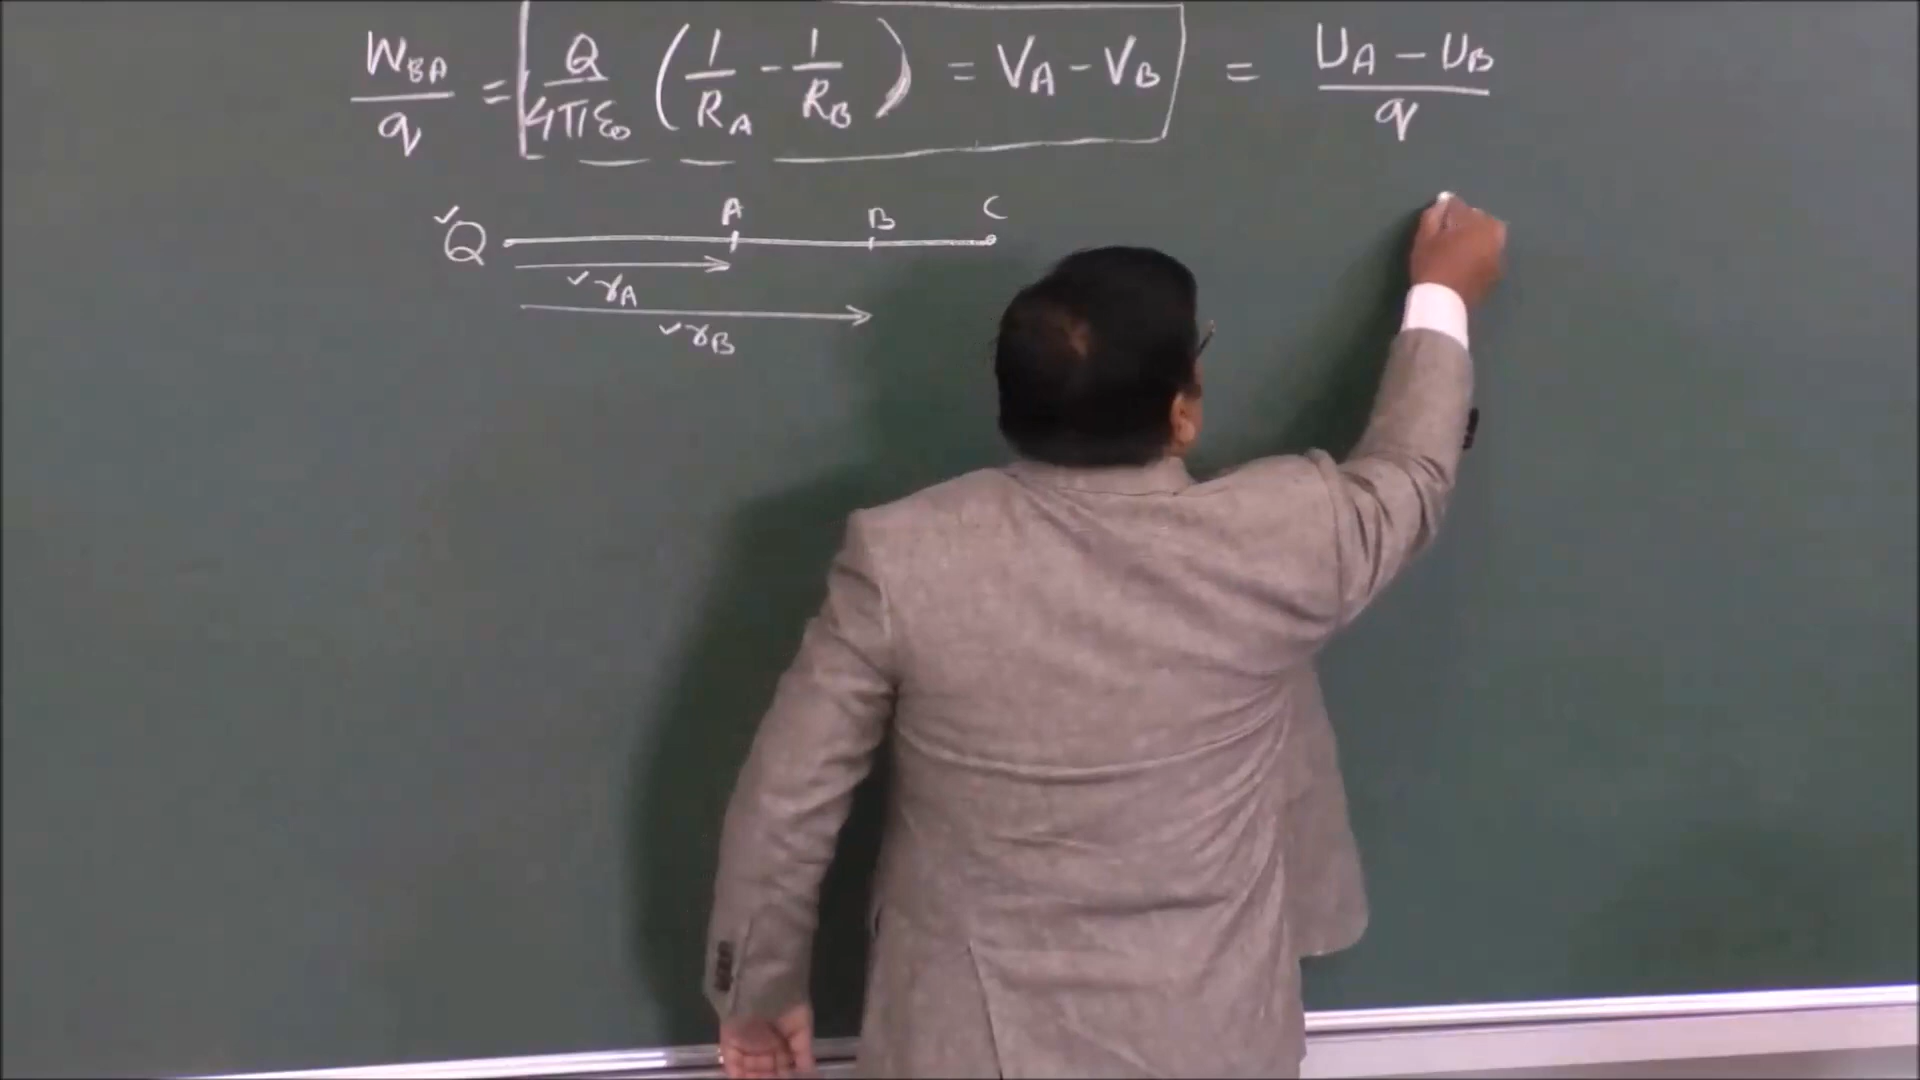 W_BA/q = Q/4πε₀ (1/R_A - 1/R_B) = V_A - V_B = U_A - U_B/q
A B C
✓Q
✓r_A
✓r_B